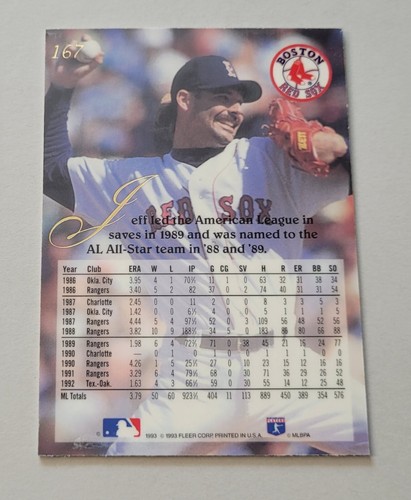 167
BOSTON
RED SOX
RED SOX
Jeff led the American League in
saves in 1989 and was named to the
AL All-Star team in '88 and '89.
Year Club ERA W L IP G CG SV H R ER BB SO
1986 Okla. City 3.95 4 1 70⅔ 11 1 0 63 32 31 38 34
1986 Rangers 3.40 5 2 82 37 0 2 74 40 31 31 54
1987 Charlotte 2.45 0 0 11 2 0 0 8 3 3 5 3
1987 Okla. City 1.42 0 6⅓ 4 0 5 1 1 3
1987 Rangers 4.44 5 4 97⅓ 52 0 3 109 56 48 52 56
1988 Rangers 3.82 10 9 188⅓ 34 5 0 183 86 80 66 88
1989 Rangers 1.98 6 4 72⅔ 71 0 38 45 21 16 24 77
1990 Charlotte — 0 0 1 0 0 0 0 0 0 1
1990 Rangers 4.26 1 5 25⅓ 27 0 15 23 15 12 16 16
1991 Rangers 3.29 6 4 79⅓ 68 0 30 71 36 29 26 52
1992 Tex.-Oak. 1.63 4 3 66⅓ 59 0 30 55 14 12 25 48
ML Totals 3.79 50 60 923⅓ 404 11 113 889 450 389 354 576
1993 © 1993 FLEER CORP. PRINTED IN U.S.A. © MLBPA